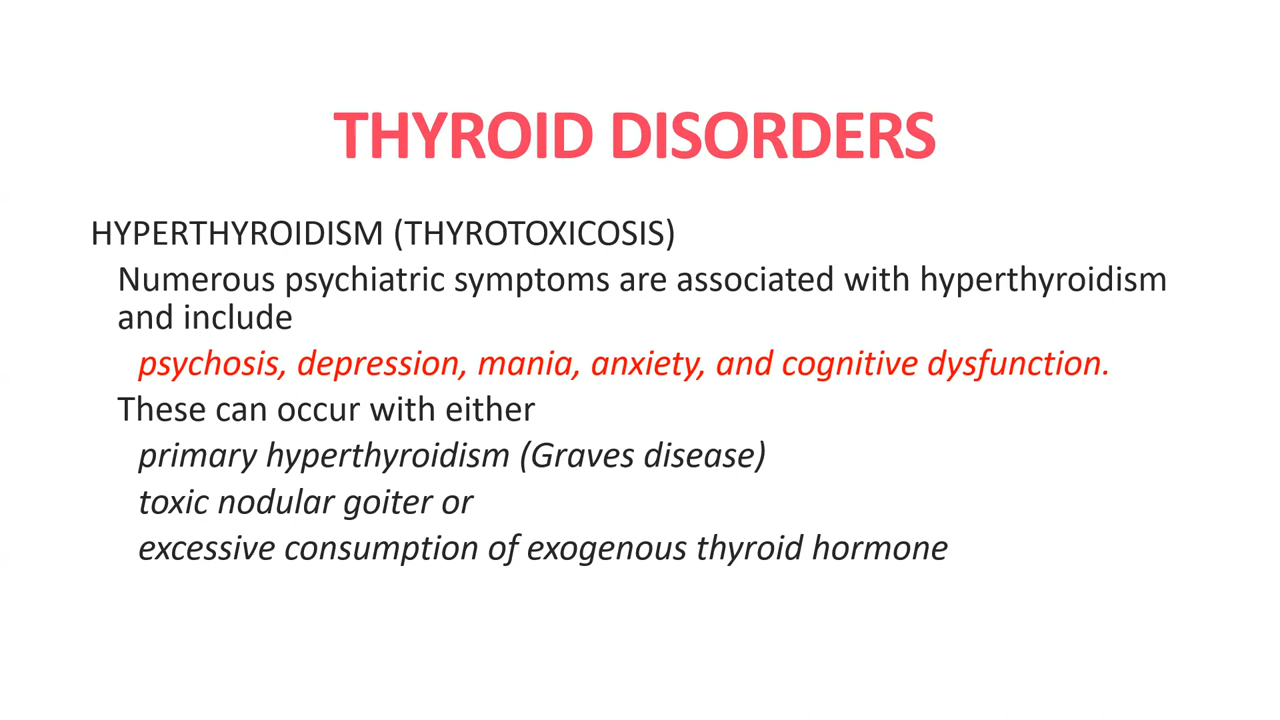 THYROID DISORDERS
HYPERTHYROIDISM (THYROTOXICOSIS)
Numerous psychiatric symptoms are associated with hyperthyroidism
and include
psychosis, depression, mania, anxiety, and cognitive dysfunction.
These can occur with either
primary hyperthyroidism (Graves disease)
toxic nodular goiter or
excessive consumption of exogenous thyroid hormone